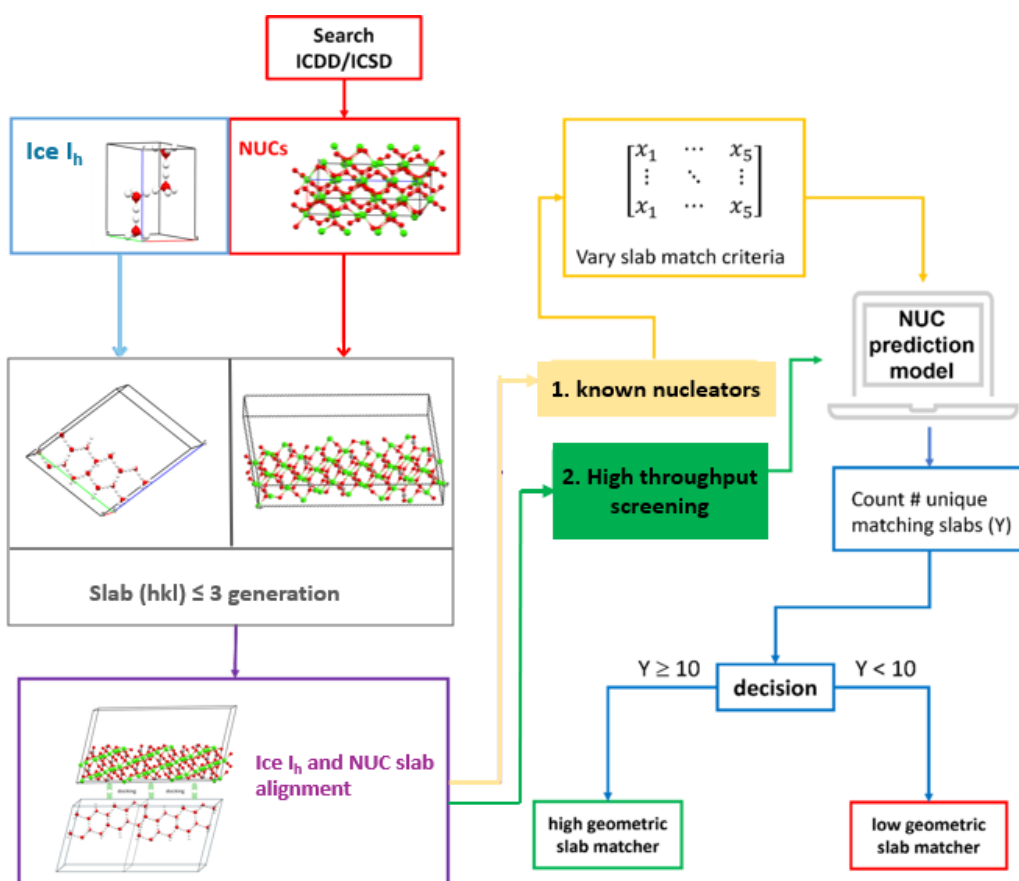 Search
ICDD/ICSD
Ice Iₕ
NUCs
[x₁ ⋯ x₅
⋮ ⋱ ⋮
x₁ ⋯ x₅]
Vary slab match criteria
NUC
prediction
model
1. known nucleators
2. High throughput
screening
Count # unique
matching slabs (Y)
Slab (hkl) ≤ 3 generation
Y ≥ 10
Y < 10
decision
Ice Iₕ and NUC slab
alignment
docking
docking
high geometric
slab matcher
low geometric
slab matcher